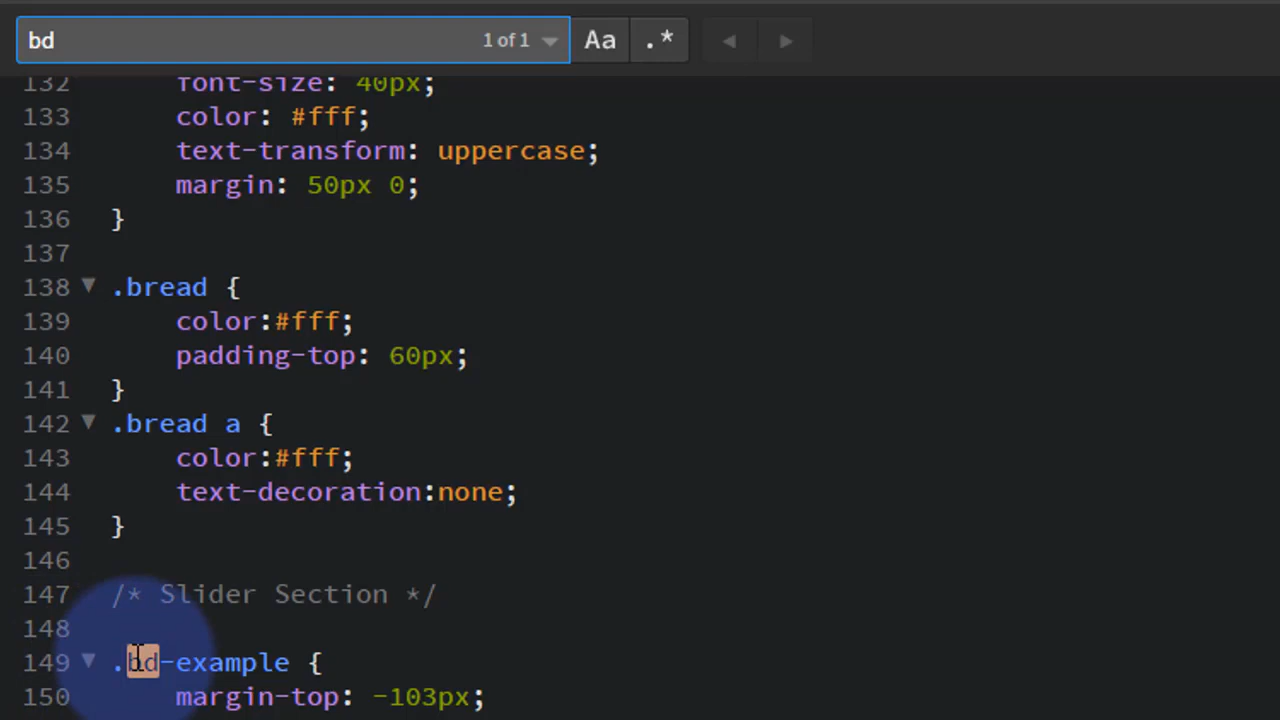 bd 1 of 1 Aa .*
132 font-size: 40px;
133 color: #fff;
134 text-transform: uppercase;
135 margin: 50px 0;
136 }
137
138 .bread {
139 color:#fff;
140 padding-top: 60px;
141 }
142 .bread a {
143 color:#fff;
144 text-decoration:none;
145 }
146
147 /* Slider Section */
148
149 .bd-example {
150 margin-top: -103px;